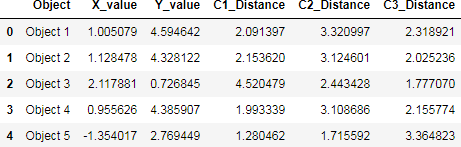 Object X_value Y_value C1_Distance C2_Distance C3_Distance
0 Object 1 1.005079 4.594642 2.091397 3.320997 2.318921
1 Object 2 1.128478 4.328122 2.153620 3.124601 2.025236
2 Object 3 2.117881 0.726845 4.520479 2.443428 1.777070
3 Object 4 0.955626 4.385907 1.993339 3.108686 2.155774
4 Object 5 -1.354017 2.769449 1.280462 1.715592 3.364823